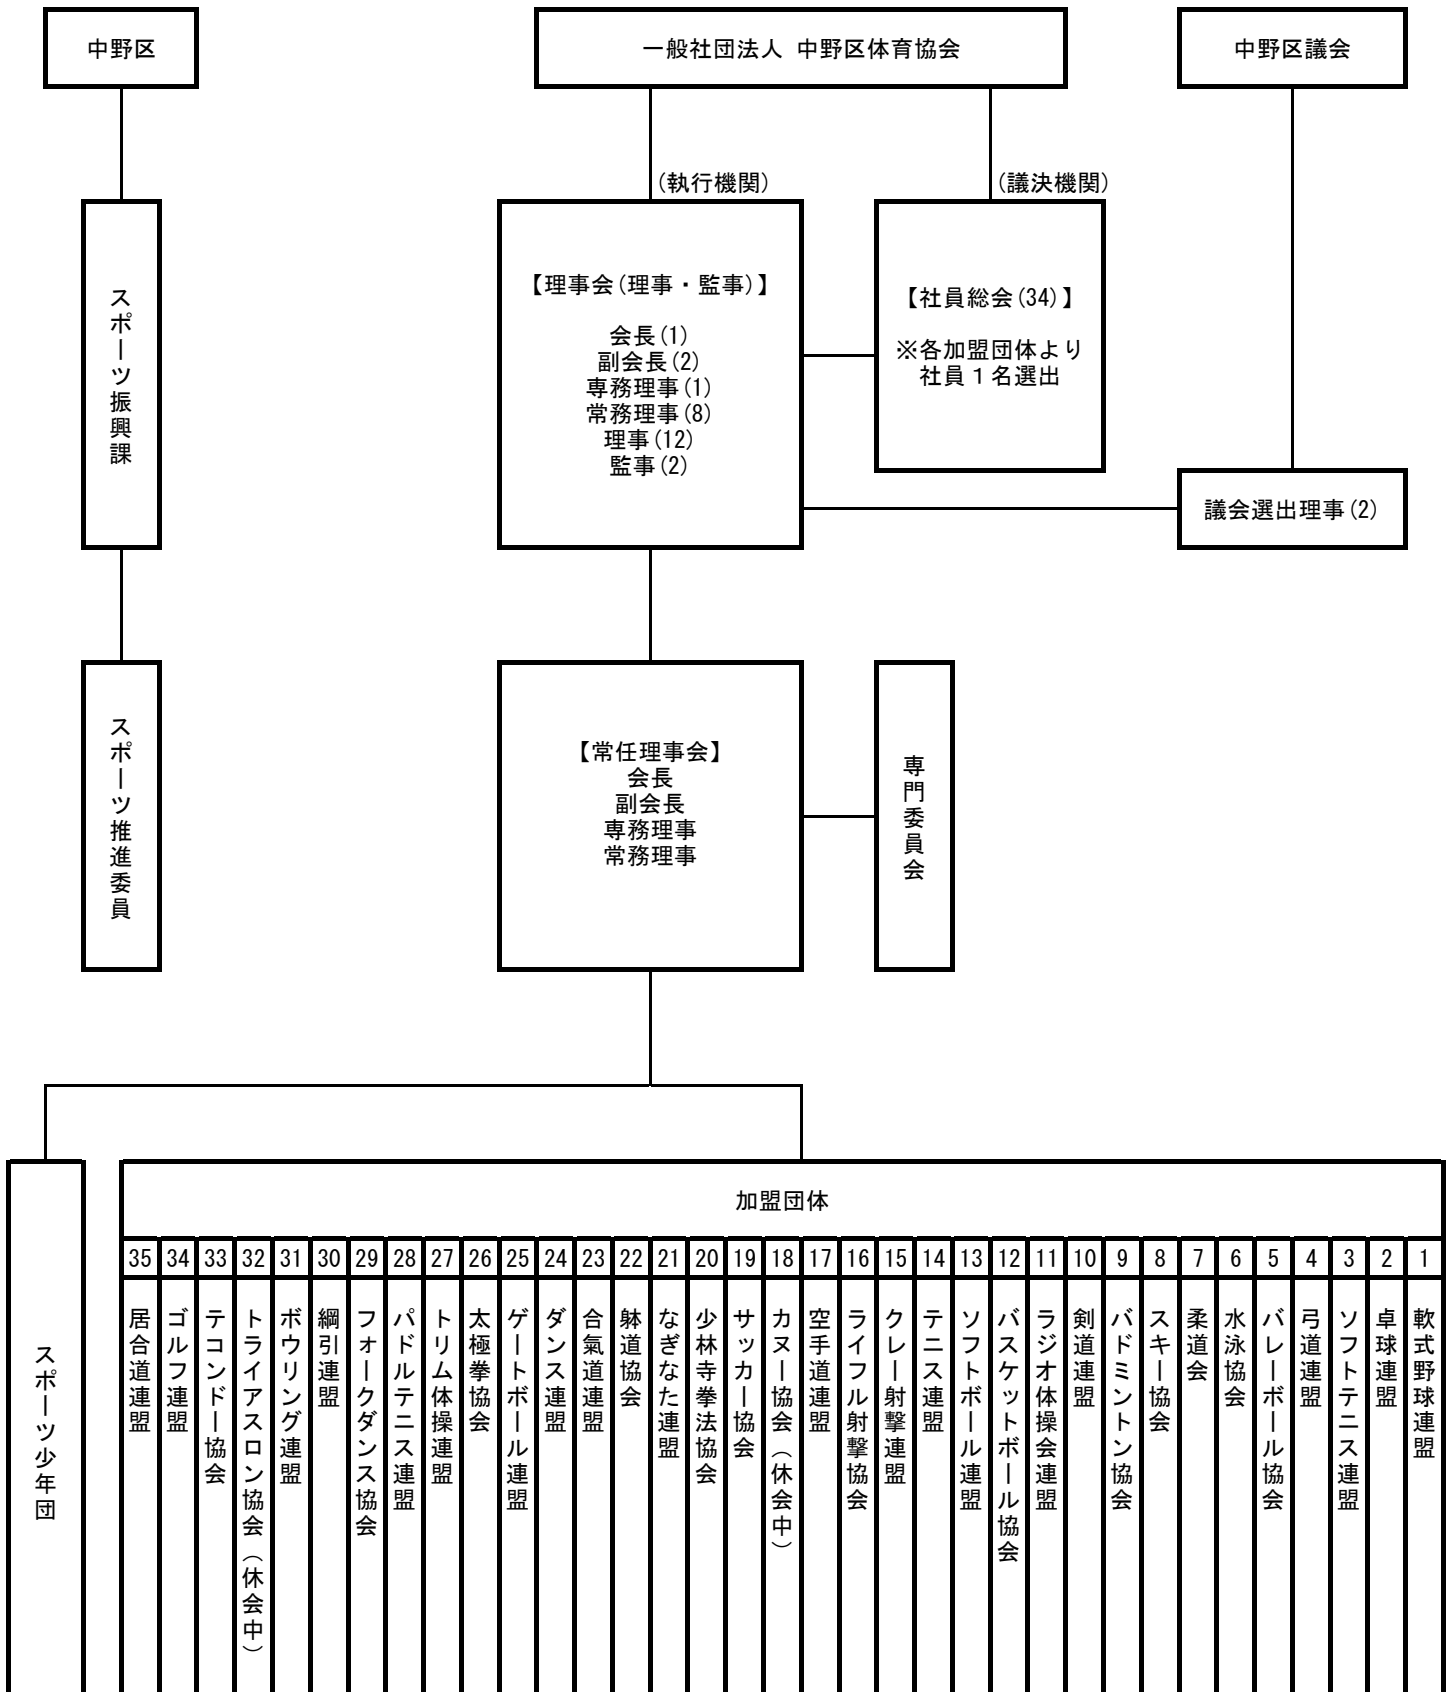 中野区
一般社団法人 中野区体育協会
中野区議会
(執行機関)
(議決機関)
スポーツ振興課
【理事会(理事・監事)】
会長(1)
副会長(2)
専務理事(1)
常務理事(8)
理事(12)
監事(2)
【社員総会(34)】
※各加盟団体より
社員１名選出
議会選出理事(2)
スポーツ推進委員
【常任理事会】
会長
副会長
専務理事
常務理事
専門委員会
スポーツ少年団
加盟団体
1 軟式野球連盟
2 卓球連盟
3 ソフトテニス連盟
4 弓道連盟
5 バレーボール協会
6 水泳協会
7 柔道会
8 スキー協会
9 バドミントン協会
10 剣道連盟
11 ラジオ体操会連盟
12 バスケットボール協会
13 ソフトボール連盟
14 テニス連盟
15 クレー射撃連盟
16 ライフル射撃協会
17 空手道連盟
18 カヌー協会（休会中）
19 サッカー協会
20 少林寺拳法協会
21 なぎなた連盟
22 躰道協会
23 合氣道連盟
24 ダンス連盟
25 ゲートボール連盟
26 太極拳協会
27 トリム体操連盟
28 パドルテニス連盟
29 フォークダンス協会
30 綱引連盟
31 ボウリング連盟
32 トライアスロン協会（休会中）
33 テコンドー協会
34 ゴルフ連盟
35 居合道連盟